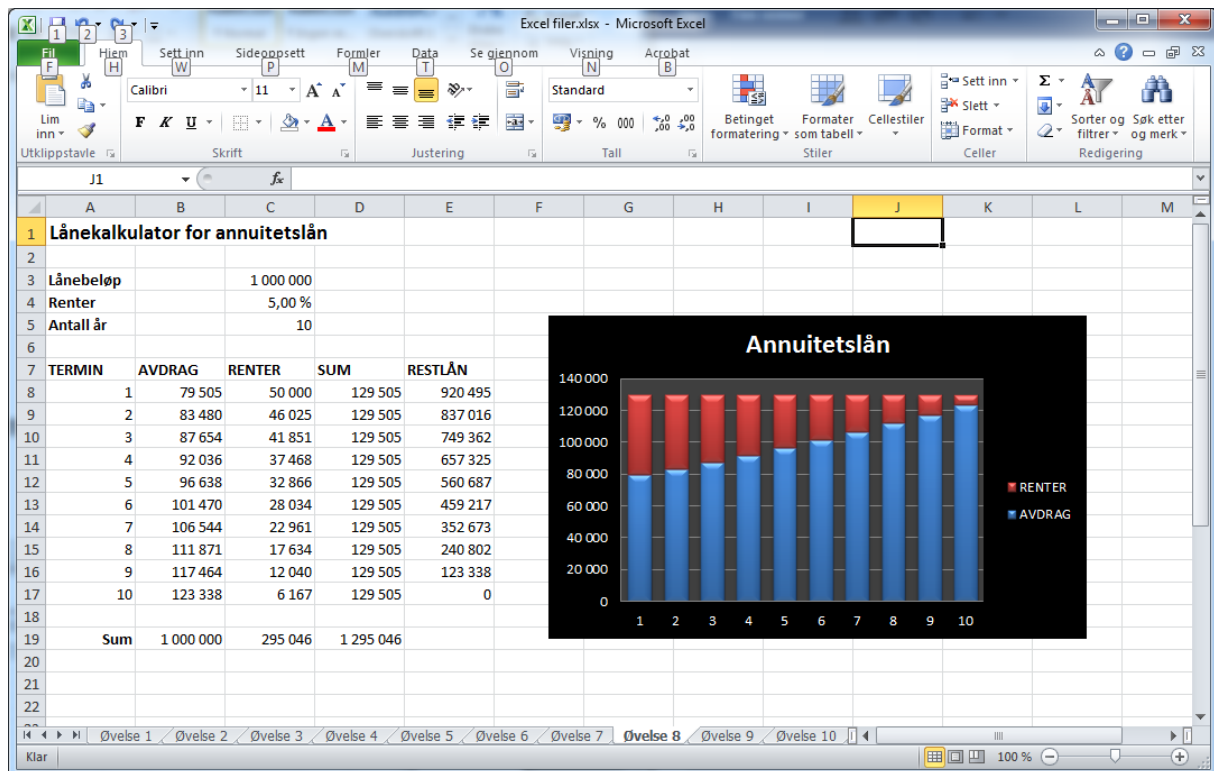 Excel filer.xlsx - Microsoft Excel
1 2 3
Fil Hjem Sett inn Sideoppsett Formler Data Se gjennom Visning Acrobat
F H W P M T O N B
Calibri 11 Standard
Lim inn
F K U
A A
A
% 000
,00 ,0
Betinget formatering
Formater som tabell
Cellestiler
Sett inn
Slett
Format
Σ
Sorter og filtrer
Søk etter og merk
Utklippstavle Skrift Justering Tall Stiler Celler Redigering
J1 fx
A B C D E F G H I J K L M
1 Lånekalkulator for annuitetslån
2
3 Lånebeløp 1 000 000
4 Renter 5,00 %
5 Antall år 10
6
7 TERMIN AVDRAG RENTER SUM RESTLÅN
8 1 79 505 50 000 129 505 920 495
9 2 83 480 46 025 129 505 837 016
10 3 87 654 41 851 129 505 749 362
11 4 92 036 37 468 129 505 657 325
12 5 96 638 32 866 129 505 560 687
13 6 101 470 28 034 129 505 459 217
14 7 106 544 22 961 129 505 352 673
15 8 111 871 17 634 129 505 240 802
16 9 117 464 12 040 129 505 123 338
17 10 123 338 6 167 129 505 0
18
19 Sum 1 000 000 295 046 1 295 046
20
21
22
Annuitetslån
140 000
120 000
100 000
80 000
60 000
40 000
20 000
0
1 2 3 4 5 6 7 8 9 10
RENTER
AVDRAG
Øvelse 1 Øvelse 2 Øvelse 3 Øvelse 4 Øvelse 5 Øvelse 6 Øvelse 7 Øvelse 8 Øvelse 9 Øvelse 10
Klar 100 %